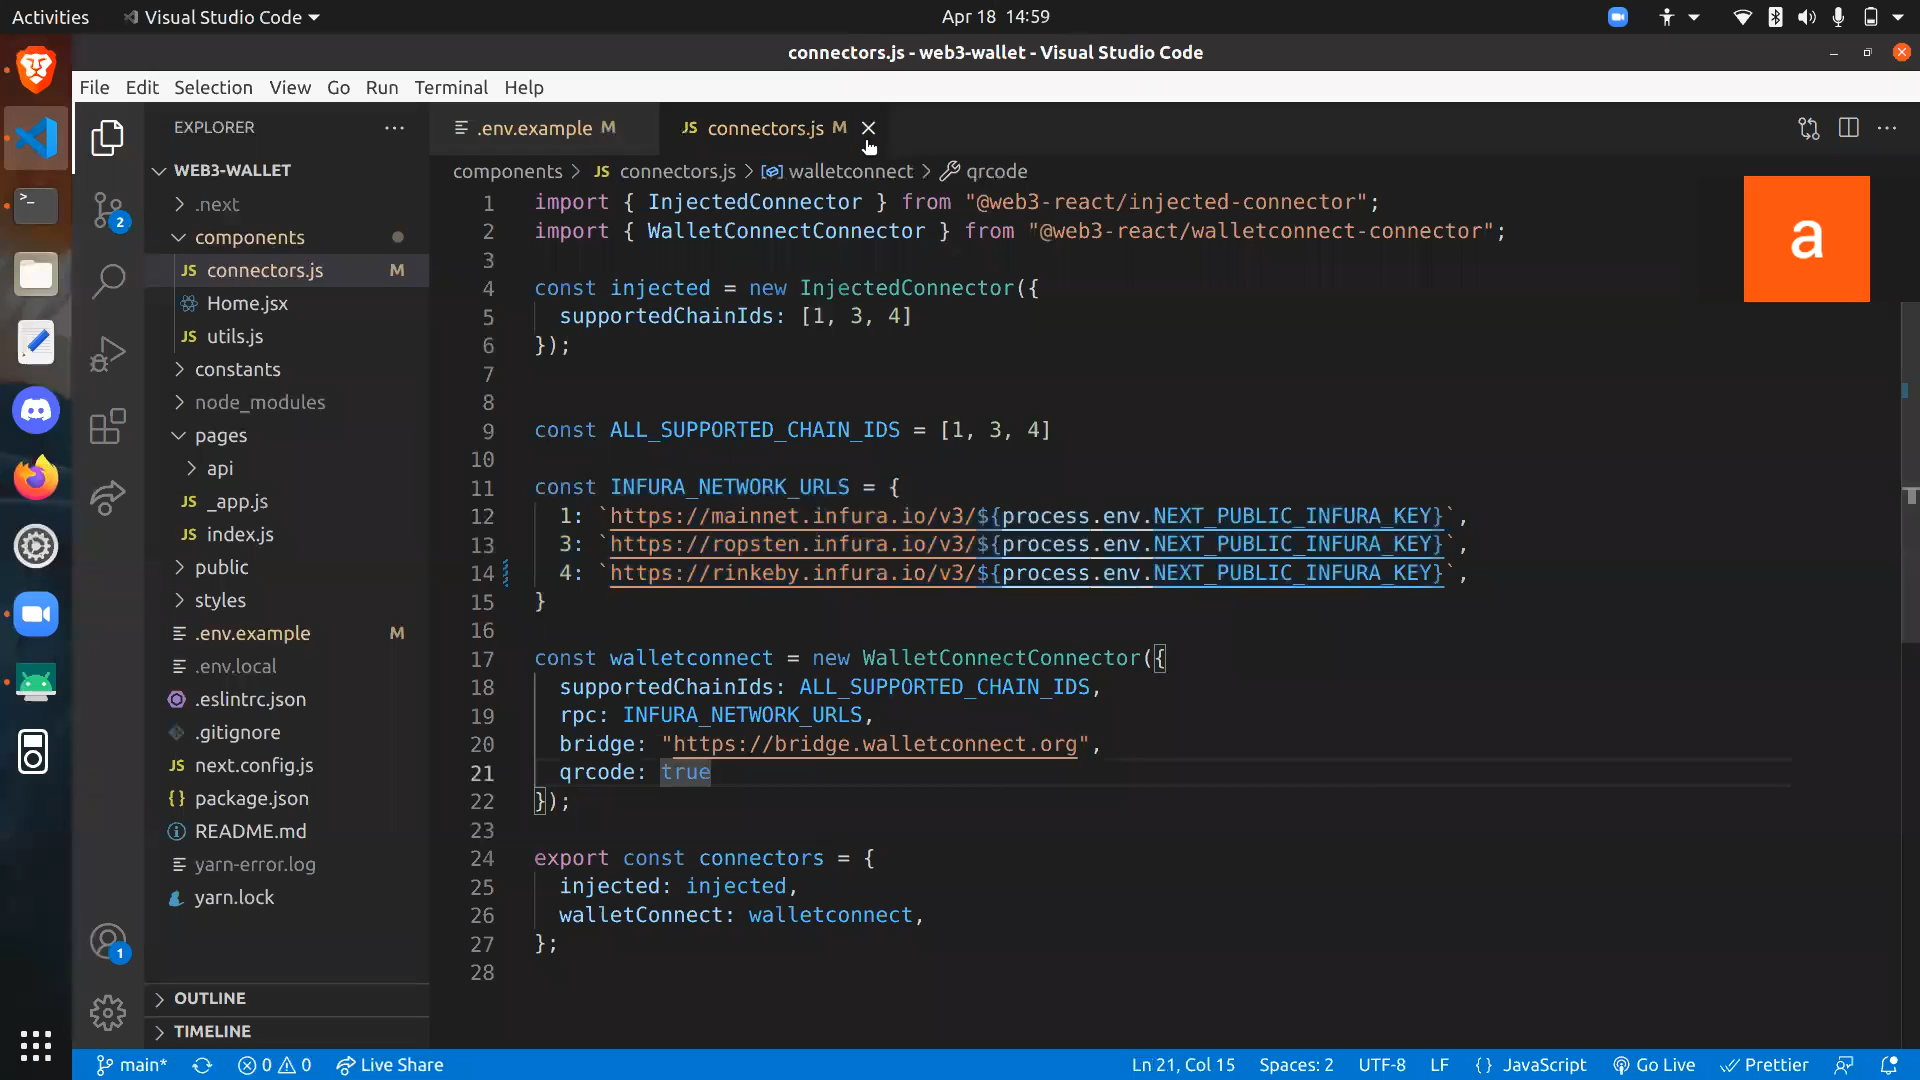 Activities
Visual Studio Code
Apr 18 14:59
connectors.js - web3-wallet - Visual Studio Code
File Edit Selection View Go Run Terminal Help
EXPLORER
WEB3-WALLET
.next
components
JS connectors.js M
Home.jsx
JS utils.js
constants
node_modules
pages
api
JS _app.js
JS index.js
public
styles
.env.example M
.env.local
.eslintrc.json
.gitignore
JS next.config.js
{} package.json
README.md
yarn-error.log
yarn.lock
OUTLINE
TIMELINE
2
1
.env.example M
JS connectors.js M
components > JS connectors.js > walletconnect > qrcode
1 import { InjectedConnector } from "@web3-react/injected-connector";
2 import { WalletConnectConnector } from "@web3-react/walletconnect-connector";
3
4 const injected = new InjectedConnector({
5 supportedChainIds: [1, 3, 4]
6 });
7
8
9 const ALL_SUPPORTED_CHAIN_IDS = [1, 3, 4]
10
11 const INFURA_NETWORK_URLS = {
12 1: `https://mainnet.infura.io/v3/${process.env.NEXT_PUBLIC_INFURA_KEY}`,
13 3: `https://ropsten.infura.io/v3/${process.env.NEXT_PUBLIC_INFURA_KEY}`,
14 4: `https://rinkeby.infura.io/v3/${process.env.NEXT_PUBLIC_INFURA_KEY}`,
15 }
16
17 const walletconnect = new WalletConnectConnector({
18 supportedChainIds: ALL_SUPPORTED_CHAIN_IDS,
19 rpc: INFURA_NETWORK_URLS,
20 bridge: "https://bridge.walletconnect.org",
21 qrcode: true
22 });
23
24 export const connectors = {
25 injected: injected,
26 walletConnect: walletconnect,
27 };
28
a
main* 0 0 Live Share
Ln 21, Col 15 Spaces: 2 UTF-8 LF {} JavaScript Go Live Prettier